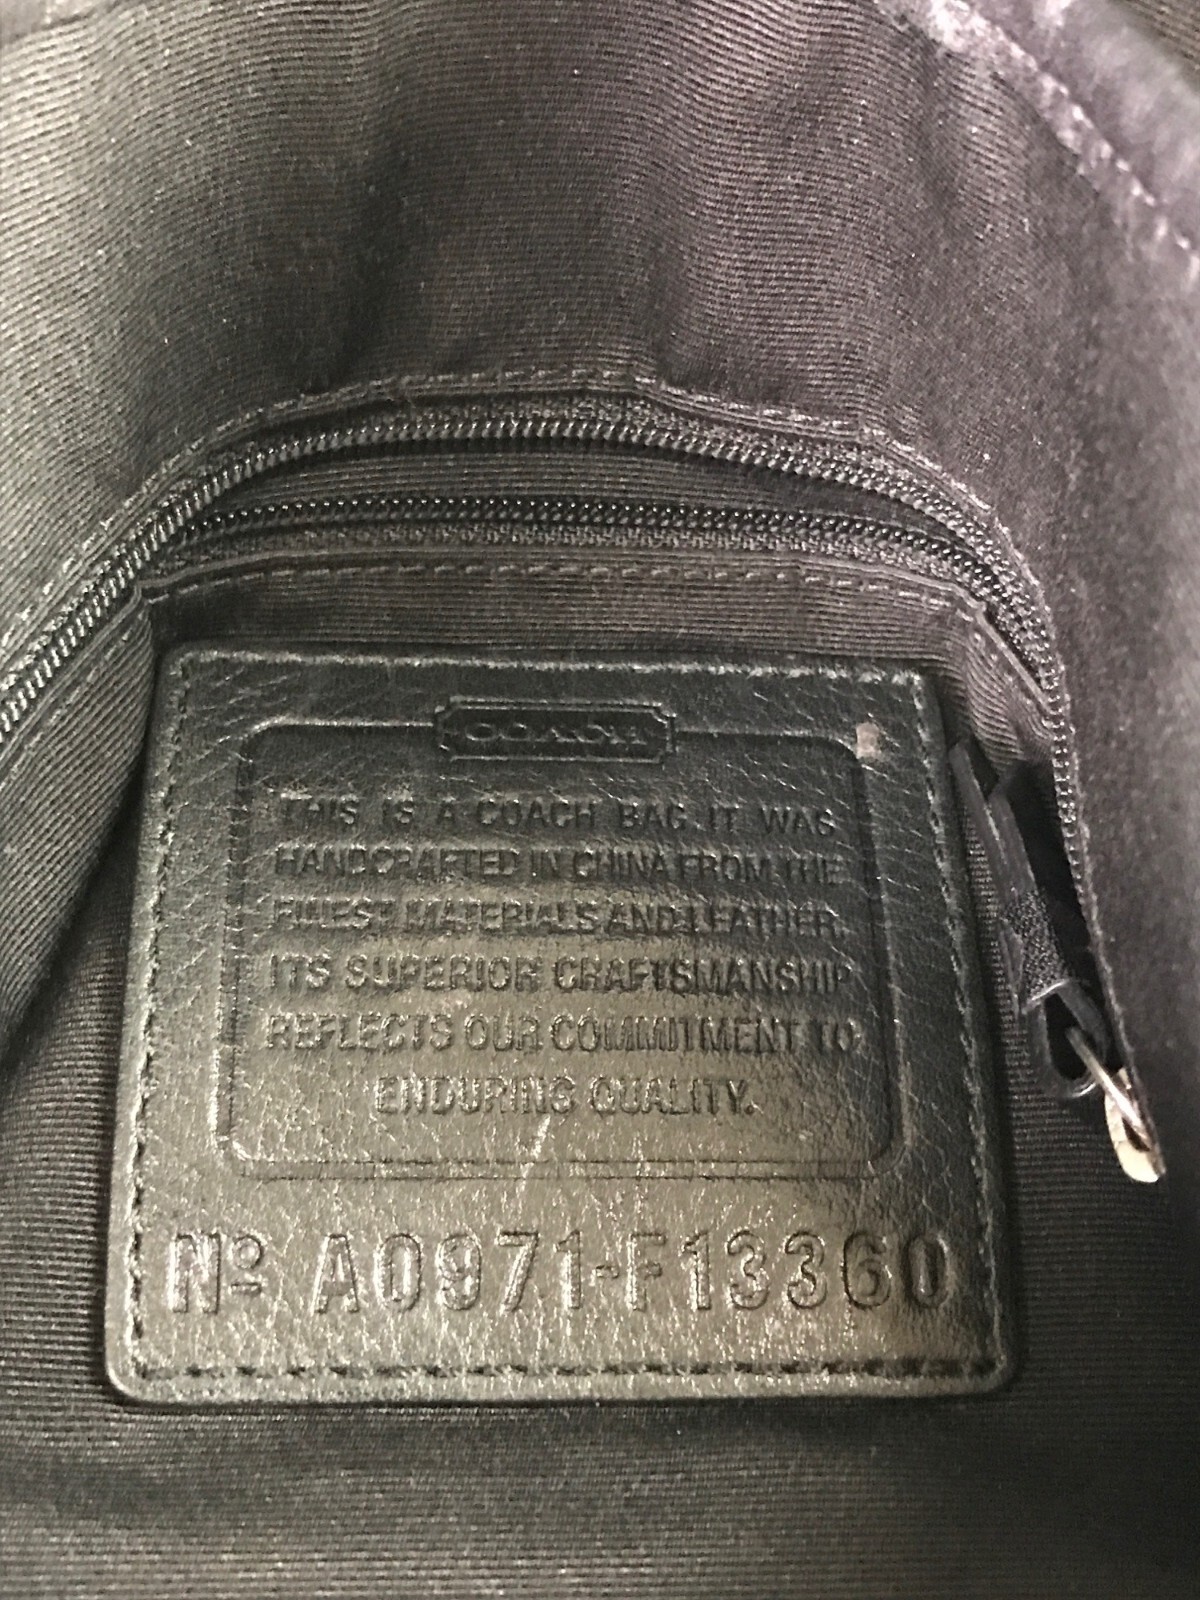 COACH
THIS IS A COACH BAG. IT WAS
HANDCRAFTED IN CHINA FROM THE
FINEST MATERIALS AND LEATHER.
ITS SUPERIOR CRAFTSMANSHIP
REFLECTS OUR COMMITMENT TO
ENDURING QUALITY.
Nº A0971-F13360